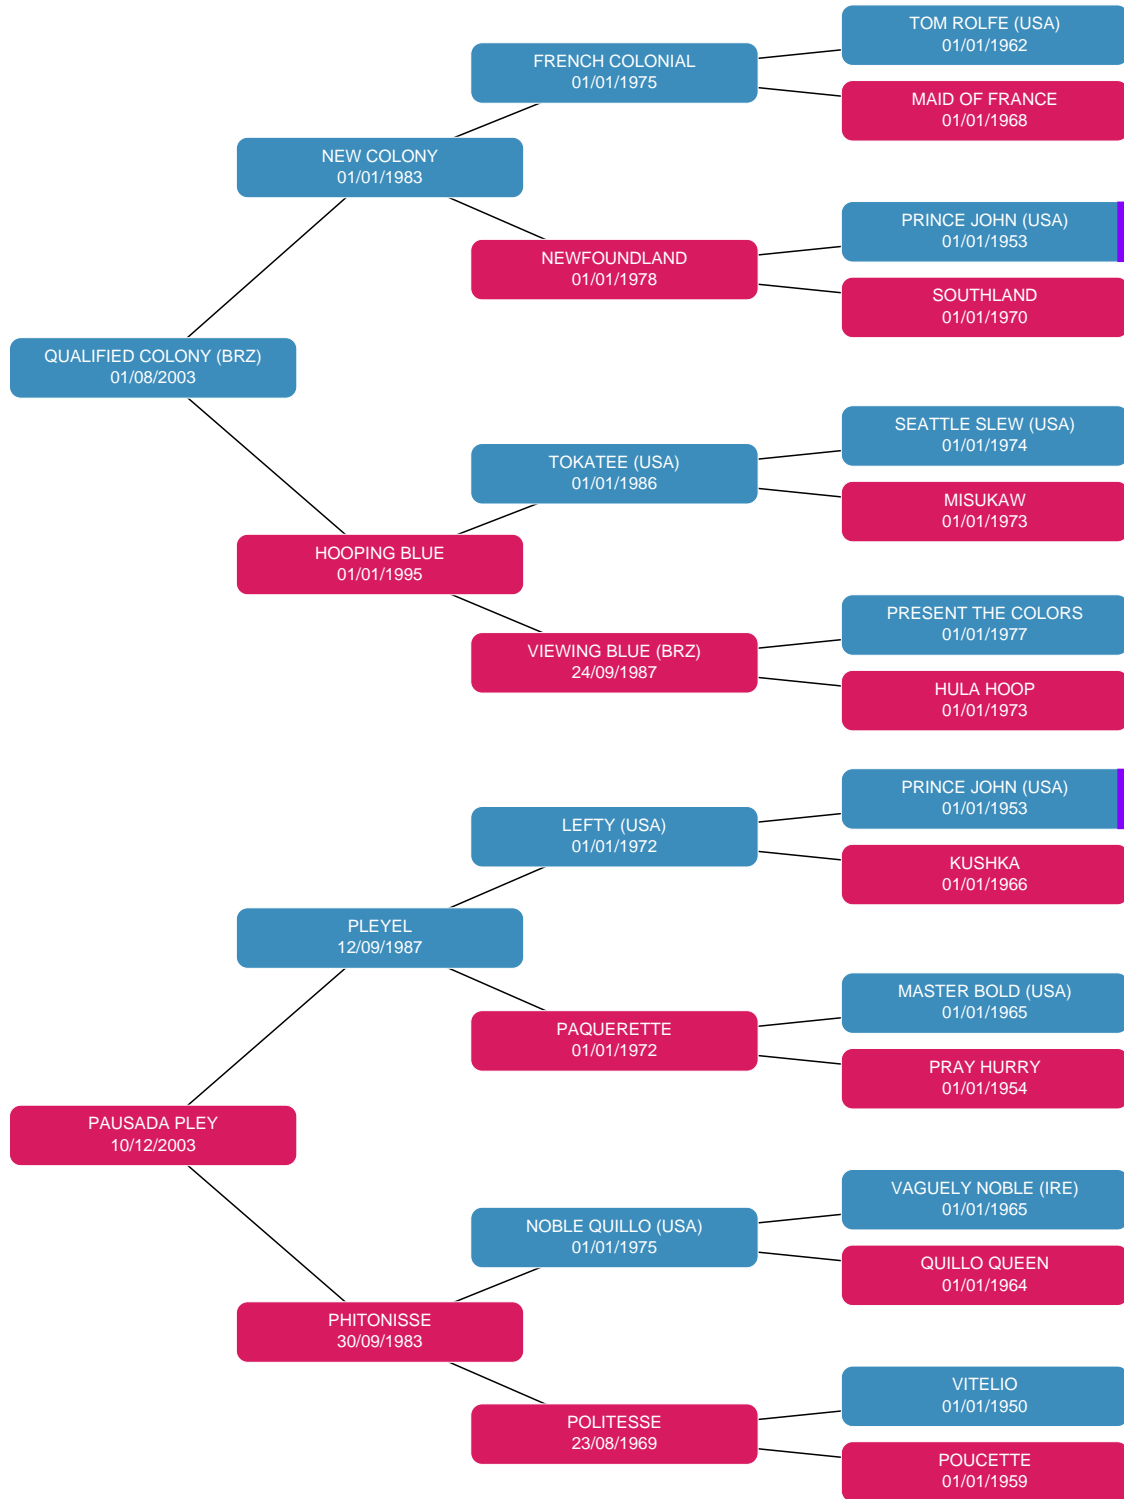 TOM ROLFE (USA)
01/01/1962
FRENCH COLONIAL
01/01/1975
MAID OF FRANCE
01/01/1968
NEW COLONY
01/01/1983
PRINCE JOHN (USA)
01/01/1953
NEWFOUNDLAND
01/01/1978
SOUTHLAND
01/01/1970
QUALIFIED COLONY (BRZ)
01/08/2003
SEATTLE SLEW (USA)
01/01/1974
TOKATEE (USA)
01/01/1986
MISUKAW
01/01/1973
HOOPING BLUE
01/01/1995
PRESENT THE COLORS
01/01/1977
VIEWING BLUE (BRZ)
24/09/1987
HULA HOOP
01/01/1973
PRINCE JOHN (USA)
01/01/1953
LEFTY (USA)
01/01/1972
KUSHKA
01/01/1966
PLEYEL
12/09/1987
MASTER BOLD (USA)
01/01/1965
PAQUERETTE
01/01/1972
PRAY HURRY
01/01/1954
PAUSADA PLEY
10/12/2003
VAGUELY NOBLE (IRE)
01/01/1965
NOBLE QUILLO (USA)
01/01/1975
QUILLO QUEEN
01/01/1964
PHITONISSE
30/09/1983
VITELIO
01/01/1950
POLITESSE
23/08/1969
POUCETTE
01/01/1959